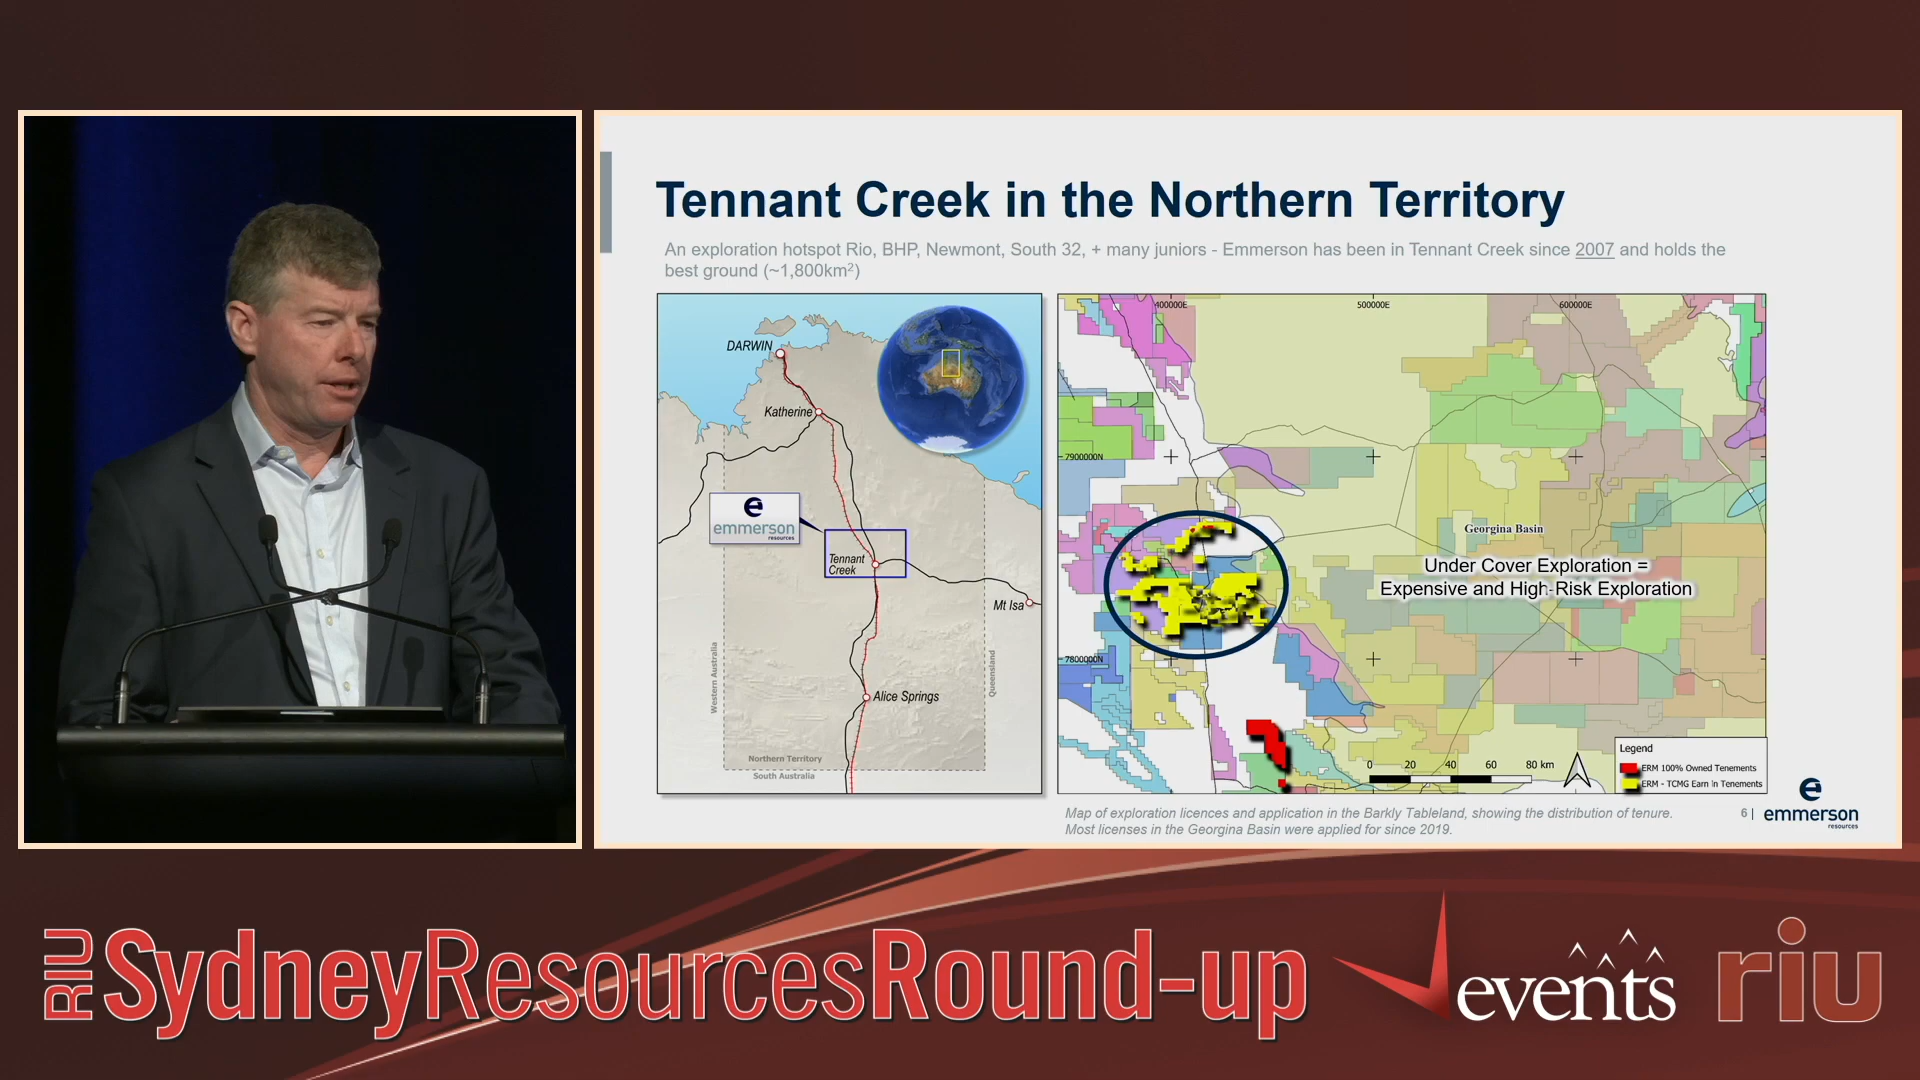 Tennant Creek in the Northern Territory
An exploration hotspot Rio, BHP, Newmont, South 32, + many juniors - Emmerson has been in Tennant Creek since 2007 and holds the
best ground (~1,800km²)
DARWIN
Katherine
e
emmerson
resources
Tennant
Creek
Mt Isa
Alice Springs
Western Australia
Queensland
Northern Territory
South Australia
400000E
500000E
600000E
7900000N
7800000N
Georgina Basin
Under Cover Exploration =
Expensive and High-Risk Exploration
0 20 40 60 80 km
Legend
ERM 100% Owned Tenements
ERM - TCMG Earn In Tenements
Map of exploration licences and application in the Barkly Tableland, showing the distribution of tenure.
Most licenses in the Georgina Basin were applied for since 2019.
6 |
e
emmerson
resources
RIU SydneyResourcesRound-up
events
riu